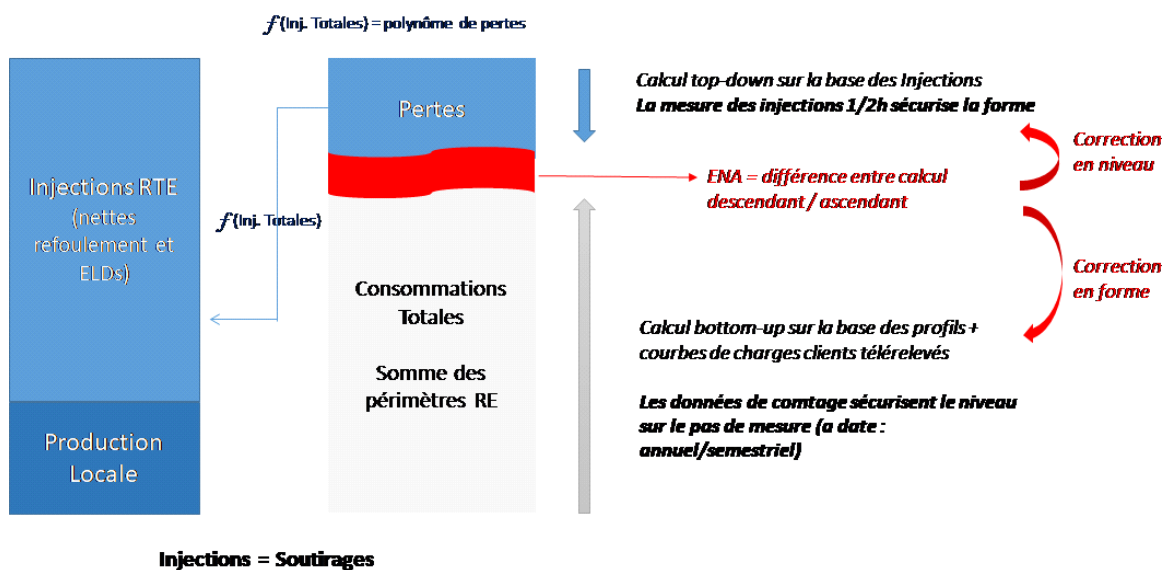 f(Inj. Totales) = polynôme de pertes
Injections RTE
(nettes
refoulement et
ELDs)
Production
Locale
f(Inj. Totales)
Pertes
Consommations
Totales
Somme des
périmètres RE
Calcul top-down sur la base des Injections
La mesure des injections 1/2h sécurise la forme
ENA = différence entre calcul
descendant / ascendant
Correction
en niveau
Correction
en forme
Calcul bottom-up sur la base des profils +
courbes de charges clients télérelevés
Les données de comtage sécurisent le niveau
sur le pas de mesure (a date :
annuel/semestriel)
Injections = Soutirages